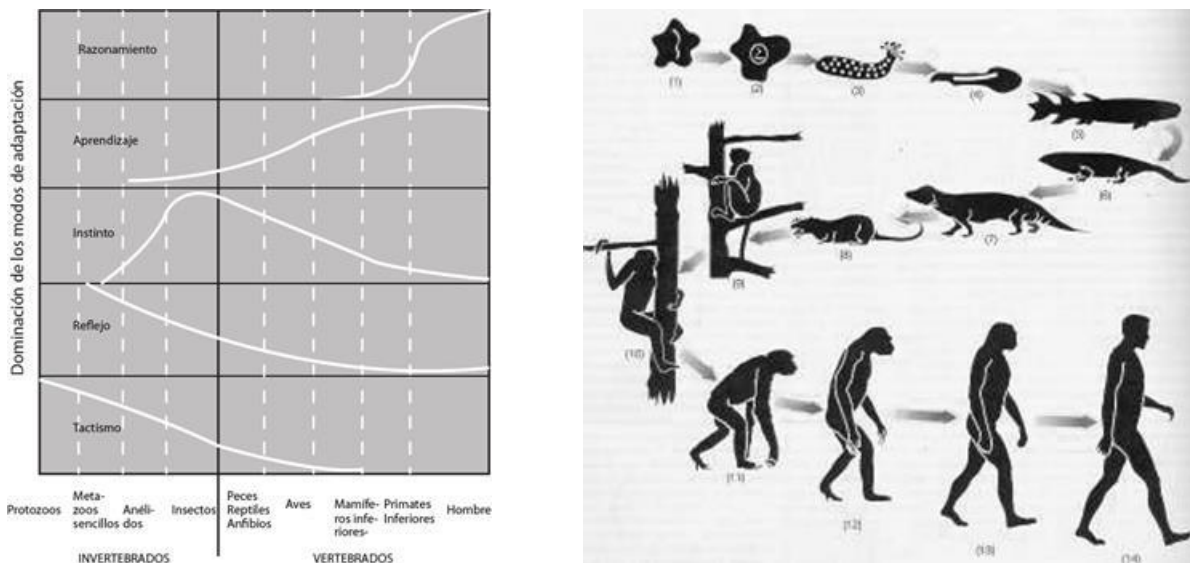 Dominación de los modos de adaptación
Razonamiento
Aprendizaje
Instinto
Reflejo
Tactismo
Protozoos
Meta-
zoos
sencillos
Anéli-
dos
Insectos
Peces
Reptiles
Anfibios
Aves
Mamífe-
ros infe-
riores-
Primates
Inferiores
Hombre
INVERTEBRADOS
VERTEBRADOS
(1)
(2)
(3)
(4)
(5)
(6)
(7)
(8)
(9)
(10)
(11)
(12)
(13)
(14)